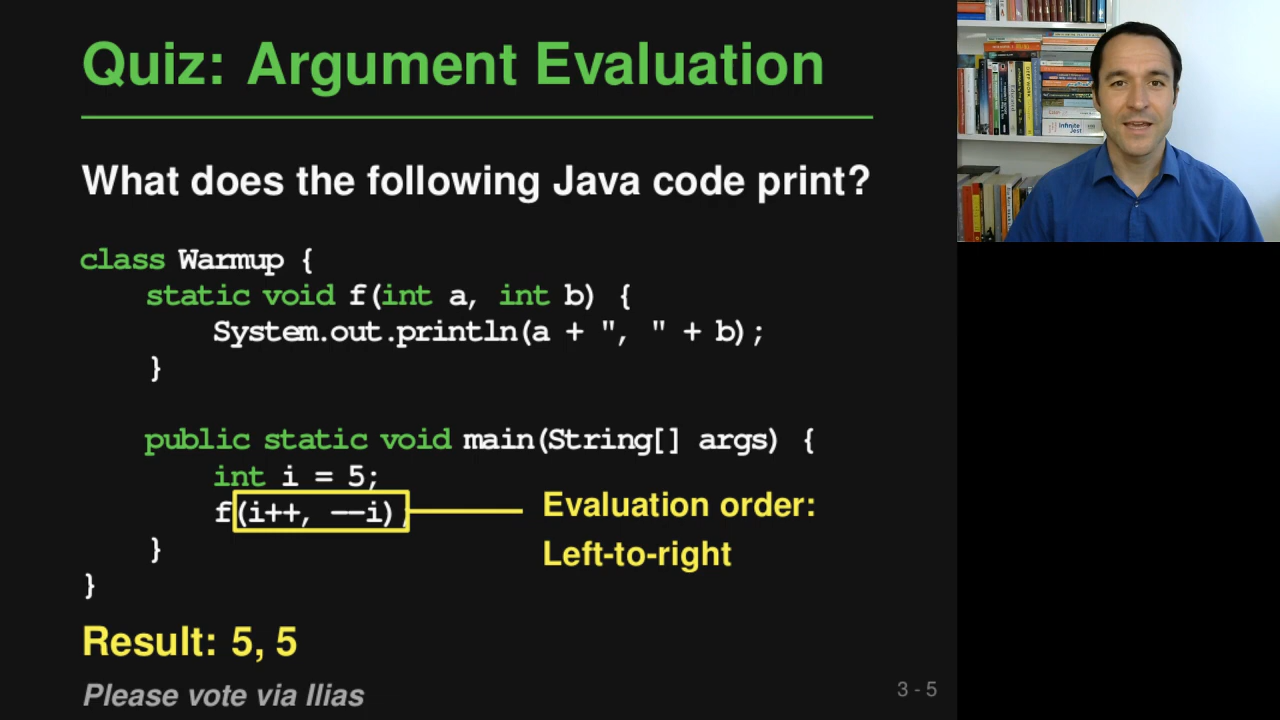 Quiz: Argument Evaluation
What does the following Java code print?
class Warmup {
static void f(int a, int b) {
System.out.println(a + ", " + b);
}
public static void main(String[] args) {
int i = 5;
f(i++, --i);
}
}
Evaluation order:
Left-to-right
Result: 5, 5
Please vote via Ilias
3 - 5
Infinite
Jest